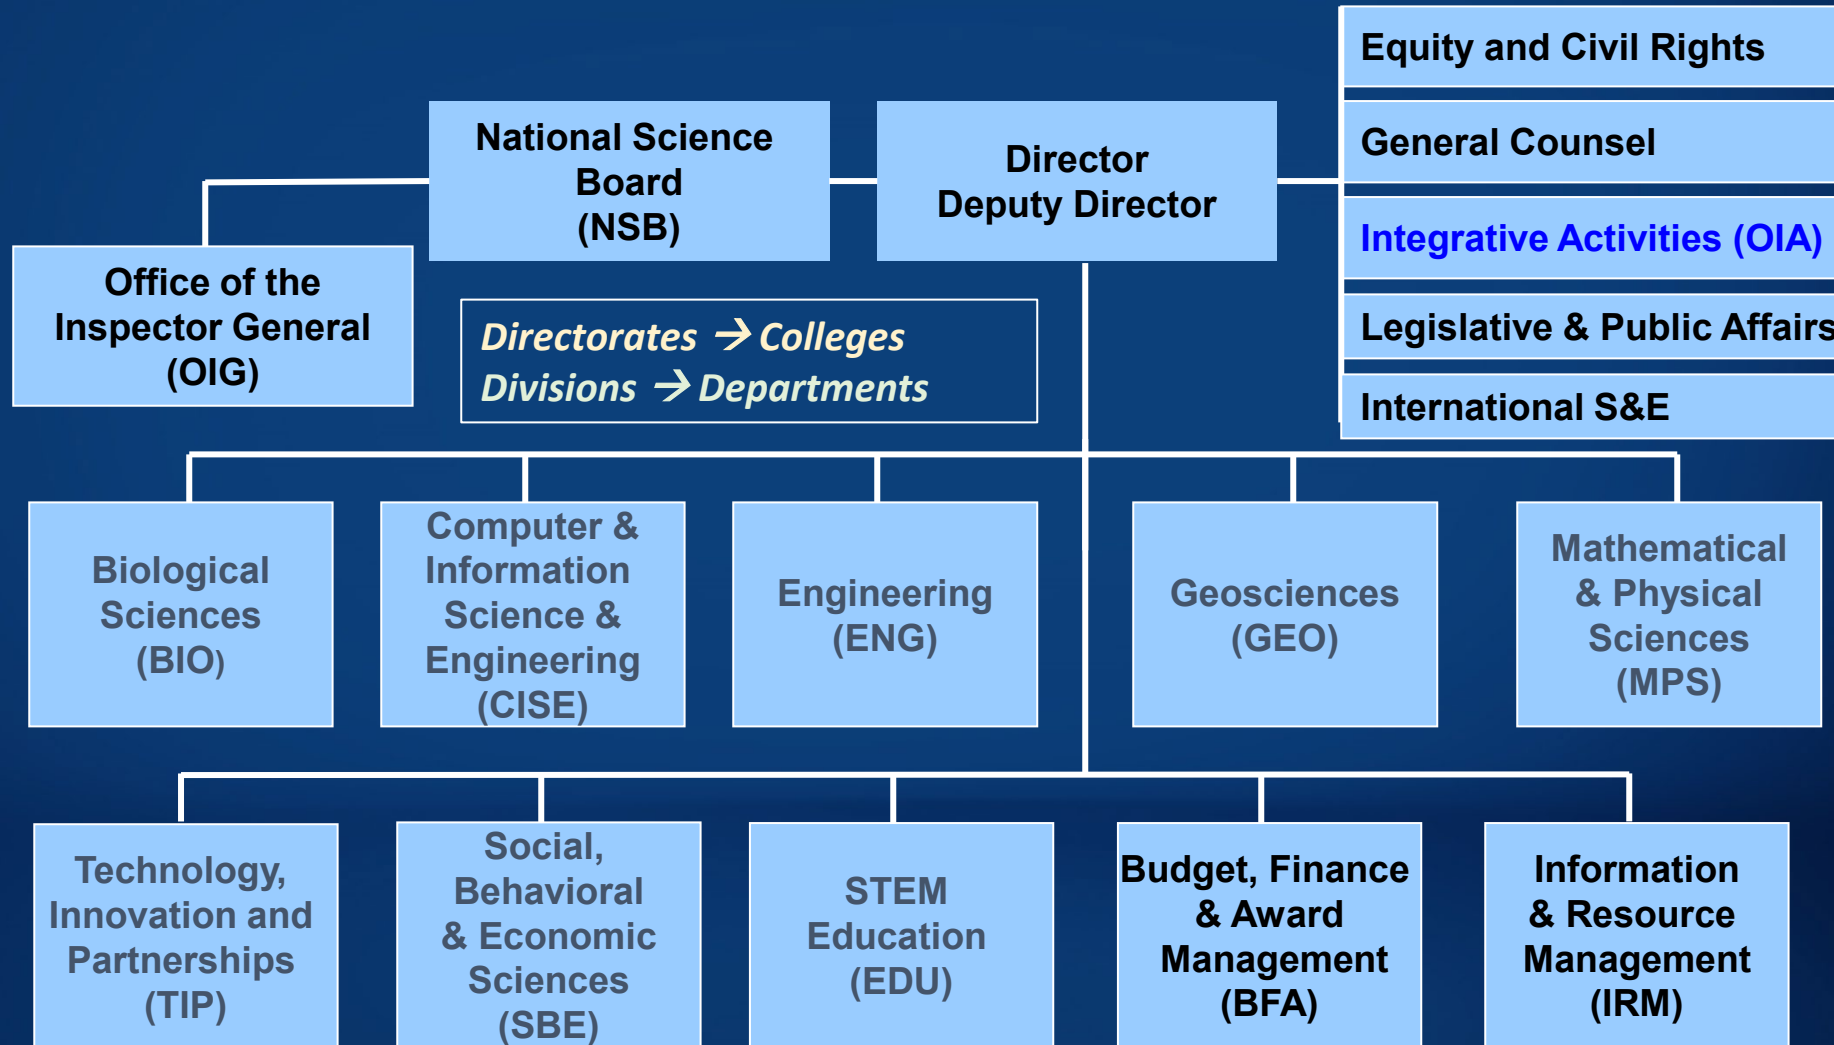 Equity and Civil Rights
National Science
Board
(NSB)
Director
Deputy Director
General Counsel
Integrative Activities (OIA)
Office of the
Inspector General
(OIG)
Directorates → Colleges
Divisions → Departments
Legislative & Public Affairs
International S&E
Biological
Sciences
(BIO)
Computer &
Information
Science &
Engineering
(CISE)
Engineering
(ENG)
Geosciences
(GEO)
Mathematical
& Physical
Sciences
(MPS)
Technology,
Innovation and
Partnerships
(TIP)
Social,
Behavioral
& Economic
Sciences
(SBE)
STEM
Education
(EDU)
Budget, Finance
& Award
Management
(BFA)
Information
& Resource
Management
(IRM)